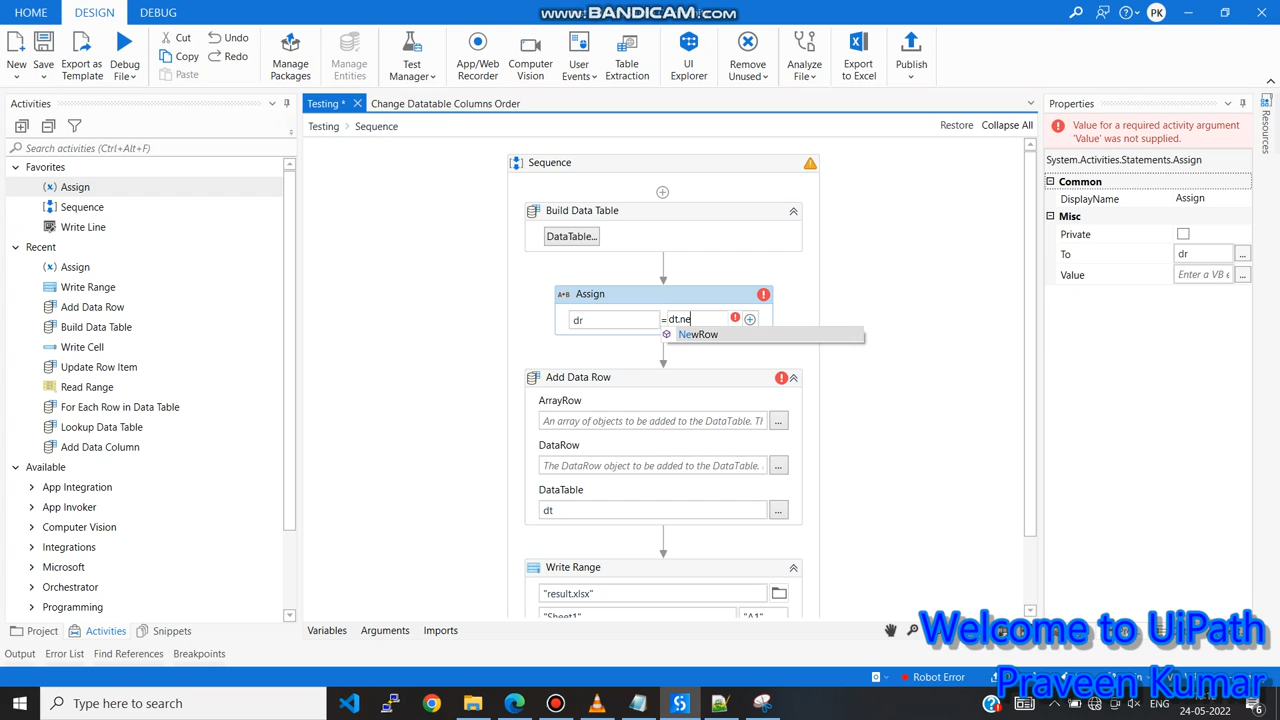 www.BANDICAM.com
HOME
DESIGN
DEBUG
PK
New
Save
Export as Template
Debug File
Cut
Copy
Paste
Undo
Redo
Manage Packages
Manage Entities
Test Manager
App/Web Recorder
Computer Vision
User Events
Table Extraction
UI Explorer
Remove Unused
Analyze File
Export to Excel
Publish
Activities
Search activities (Ctrl+Alt+F)
Favorites
Assign
Sequence
Write Line
Recent
Assign
Write Range
Add Data Row
Build Data Table
Write Cell
Update Row Item
Read Range
For Each Row in Data Table
Lookup Data Table
Add Data Column
Available
App Integration
App Invoker
Computer Vision
Integrations
Microsoft
Orchestrator
Programming
Project
Activities
Snippets
Testing *
Change Datatable Columns Order
Testing > Sequence
Restore
Collapse All
Sequence
Build Data Table
DataTable...
A+B Assign
dr = dt.ne
NewRow
Add Data Row
ArrayRow
An array of objects to be added to the DataTable. Th
...
DataRow
The DataRow object to be added to the DataTable.
...
DataTable
dt
...
Write Range
"result.xlsx"
"Sheet1" "A1"
Variables
Arguments
Imports
Properties
Value for a required activity argument
'Value' was not supplied.
System.Activities.Statements.Assign
Common
DisplayName Assign
Misc
Private
To dr ...
Value Enter a VB e ...
Resources
Output
Error List
Find References
Breakpoints
Welcome to UiPath
Praveen Kumar
0
Robot Error
Type here to search
ENG
24-05-2022
6